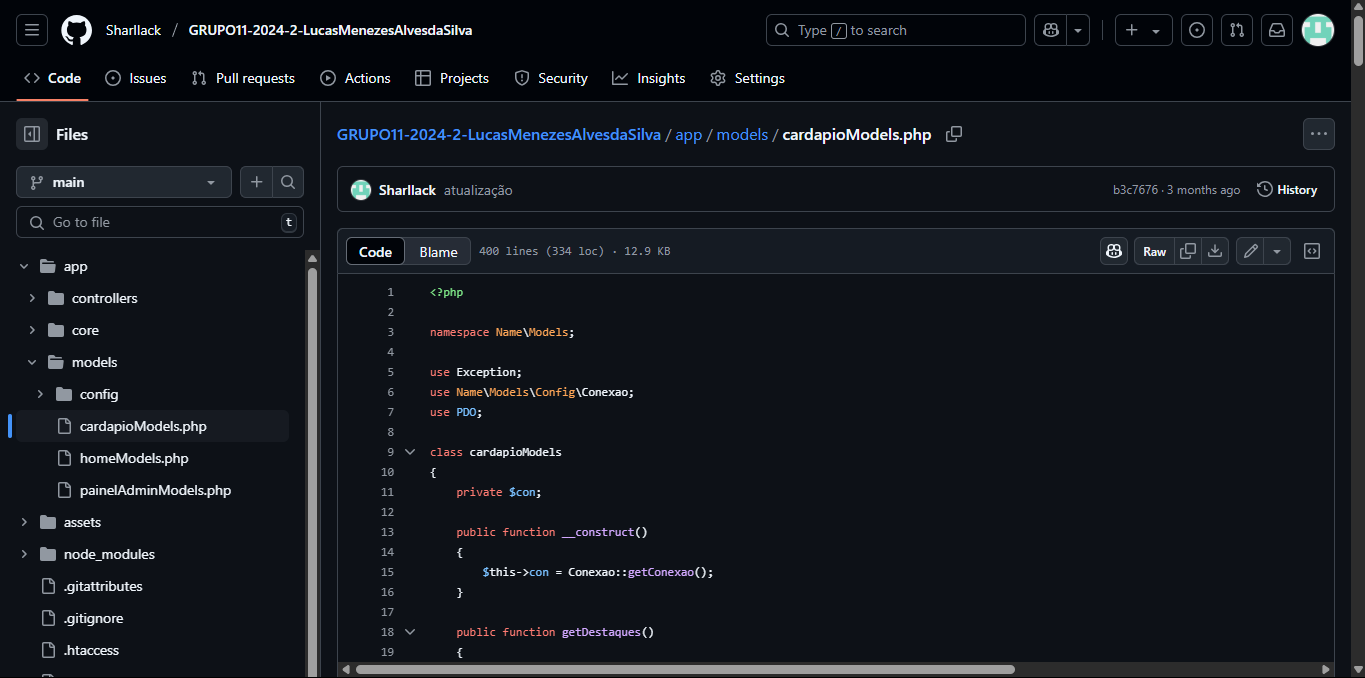 Sharllack / GRUPO11-2024-2-LucasMenezesAlvesdaSilva
Type / to search
Code Issues Pull requests Actions Projects Security Insights Settings
Files
main
Go to file t
app
controllers
core
models
config
cardapioModels.php
homeModels.php
painelAdminModels.php
assets
node_modules
.gitattributes
.gitignore
.htaccess
GRUPO11-2024-2-LucasMenezesAlvesdaSilva / app / models / cardapioModels.php
Sharllack atualização b3c7676 · 3 months ago History
Code Blame 400 lines (334 loc) · 12.9 KB Raw
1 <?php
2
3 namespace Name\Models;
4
5 use Exception;
6 use Name\Models\Config\Conexao;
7 use PDO;
8
9 class cardapioModels
10 {
11 private $con;
12
13 public function __construct()
14 {
15 $this->con = Conexao::getConexao();
16 }
17
18 public function getDestaques()
19 {